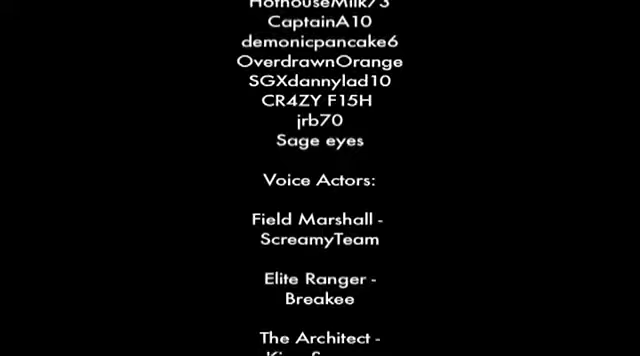 HothouseMilk73
CaptainA10
demonicpancake6
OverdrawnOrange
SGXdannylad10
CR4ZY F15H
jrb70
Sage eyes
Voice Actors:
Field Marshall -
ScreamyTeam
Elite Ranger -
Breakee
The Architect -